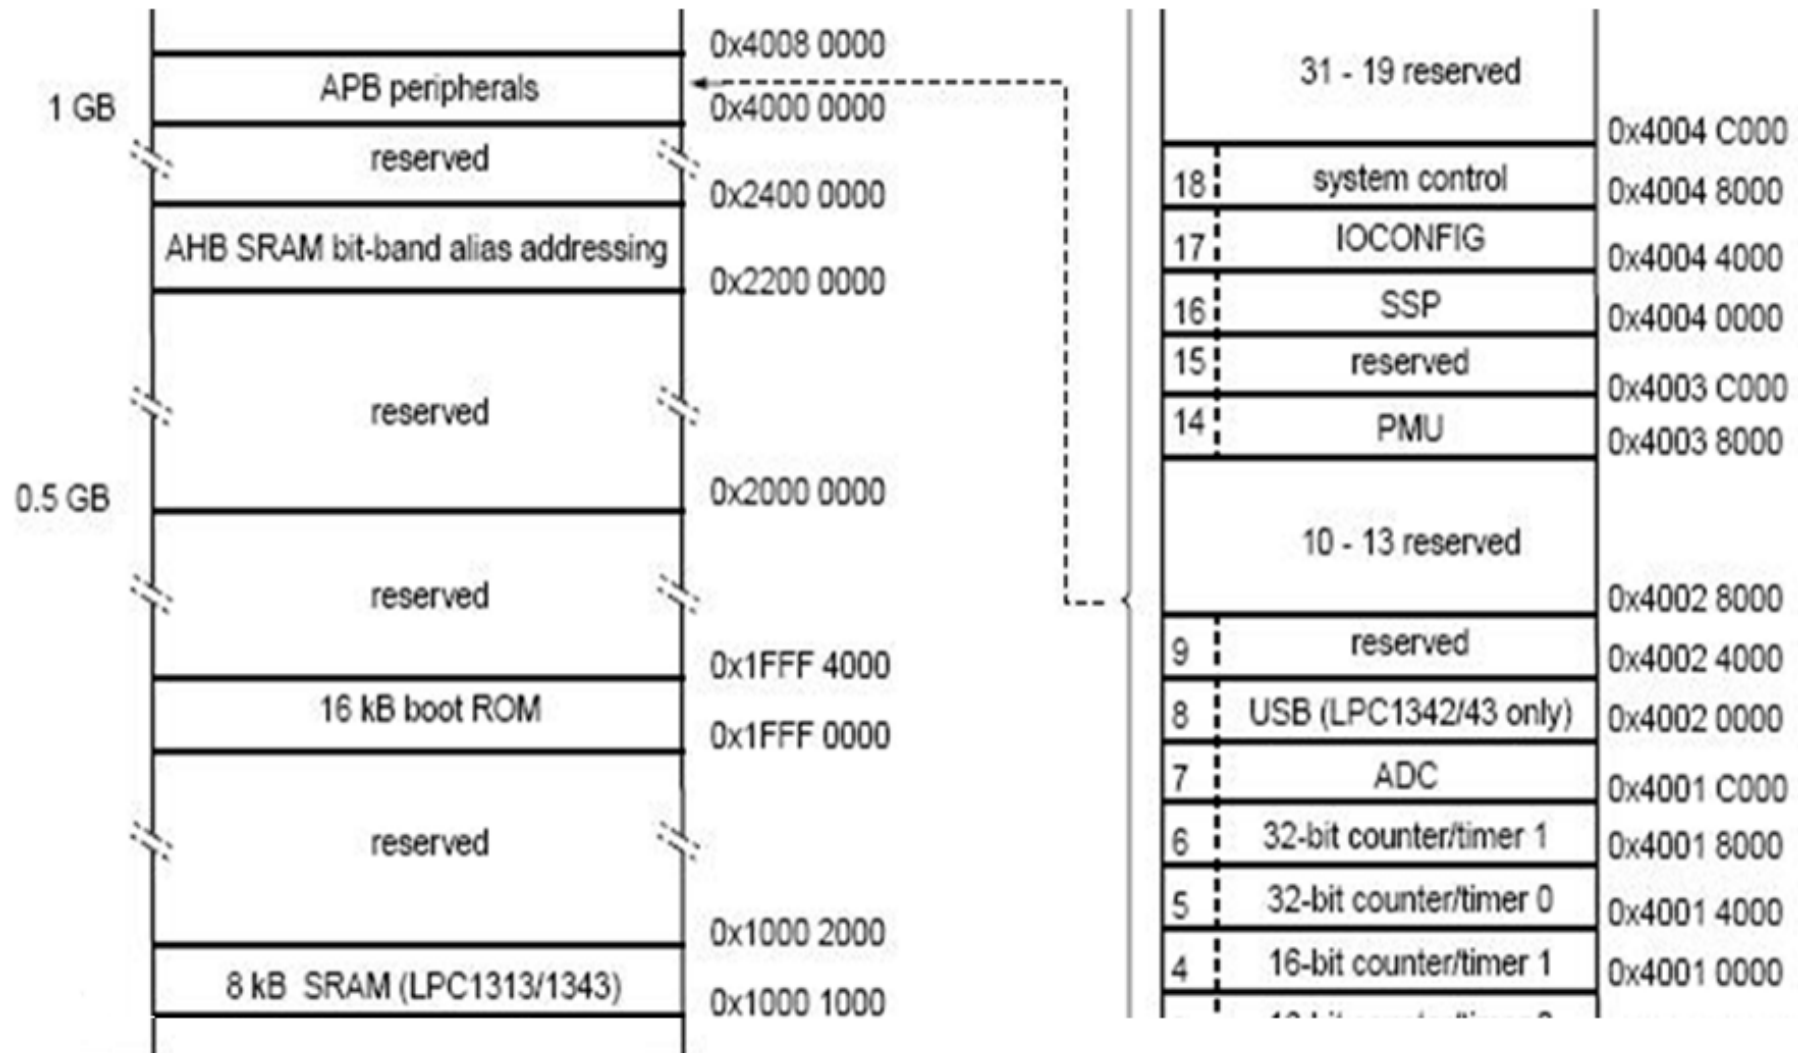 0x4008 0000
APB peripherals
1 GB
0x4000 0000
reserved
0x2400 0000
AHB SRAM bit-band alias addressing
0x2200 0000
reserved
0.5 GB
0x2000 0000
reserved
0x1FFF 4000
16 kB boot ROM
0x1FFF 0000
reserved
0x1000 2000
8 kB SRAM (LPC1313/1343)
0x1000 1000
31 - 19 reserved
0x4004 C000
18 system control
0x4004 8000
17 IOCONFIG
0x4004 4000
16 SSP
0x4004 0000
15 reserved
0x4003 C000
14 PMU
0x4003 8000
10 - 13 reserved
0x4002 8000
9 reserved
0x4002 4000
8 USB (LPC1342/43 only)
0x4002 0000
7 ADC
0x4001 C000
6 32-bit counter/timer 1
0x4001 8000
5 32-bit counter/timer 0
0x4001 4000
4 16-bit counter/timer 1
0x4001 0000